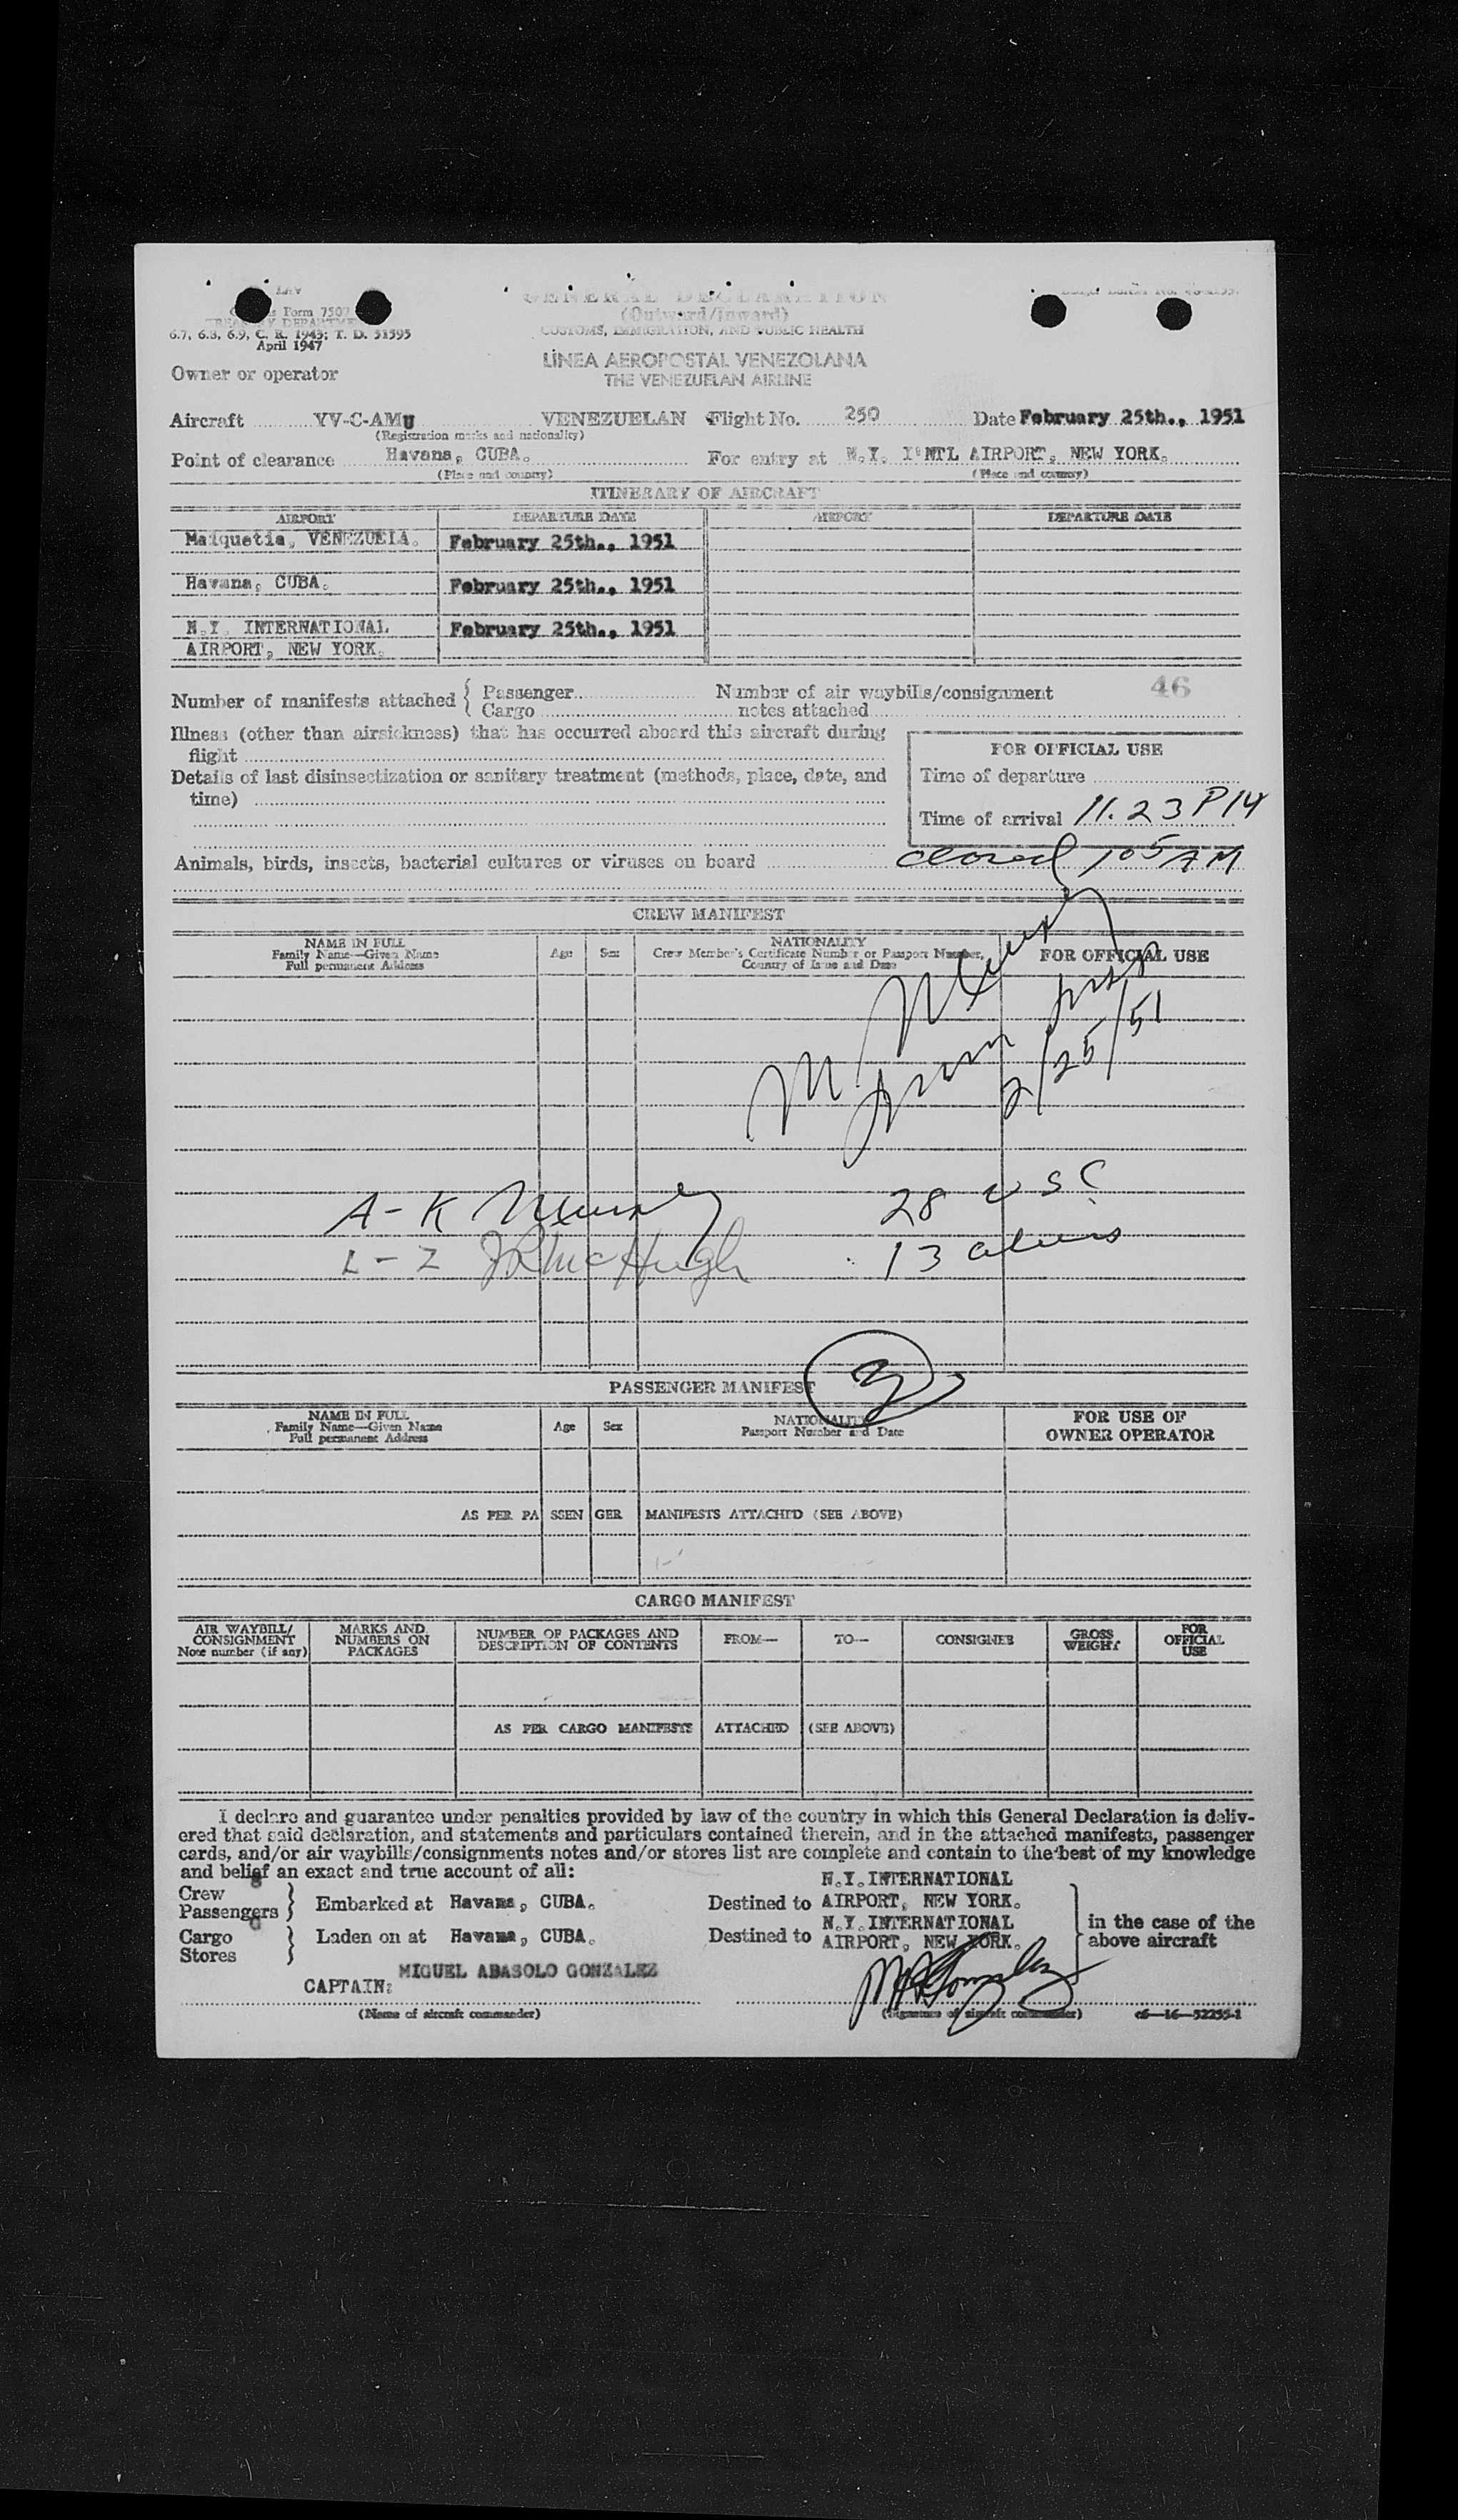 LAV
GENERAL DECLARATION
(Outward/Inward)
CUSTOMS, IMMIGRATION, AND PUBLIC HEALTH
Form 7507
TREASURY DEPARTMENT
6.7, 6.8, 6.9, C. R. 1943; T. D. 51595
April 1947
LÍNEA AEROPOSTAL VENEZOLANA
THE VENEZUELAN AIRLINE
Owner or operator
Aircraft YV-C-AMU VENEZUELAN Flight No. 250 Date February 25th., 1951
(Registration marks and nationality)
Point of clearance Havana, CUBA. For entry at N.Y. I'NTL AIRPORT, NEW YORK.
(Place and country) (Place and country)
ITINERARY OF AIRCRAFT
AIRPORT DEPARTURE DATE AIRPORT DEPARTURE DATE
Maiquetia, VENEZUELA. February 25th., 1951
Havana, CUBA. February 25th., 1951
N.Y. INTERNATIONAL February 25th., 1951
AIRPORT, NEW YORK.
46
Number of manifests attached { Passenger Number of air waybills/consignment
Cargo notes attached
Illness (other than airsickness) that has occurred aboard this aircraft during
flight
FOR OFFICIAL USE
Details of last disinsectization or sanitary treatment (methods, place, date, and
time)
Time of departure
Time of arrival 11.23 PM
Animals, birds, insects, bacterial cultures or viruses on board
closed 105 AM
CREW MANIFEST
NAME IN FULL
Family Name—Given Name
Full permanent Address
Age Sex
NATIONALITY
Crew Member's Certificate Number or Passport Number,
Country of Issue and Date
FOR OFFICIAL USE
2/25/51
A-K 28 USC
L-Z JR McHugh 13 aliens
3
PASSENGER MANIFEST
NAME IN FULL
Family Name—Given Name
Full permanent Address
Age Sex
NATIONALITY
Passport Number and Date
FOR USE OF
OWNER OPERATOR
AS PER PASSENGER MANIFESTS ATTACHED (SEE ABOVE)
CARGO MANIFEST
AIR WAYBILL/
CONSIGNMENT
Note number (if any)
MARKS AND
NUMBERS ON
PACKAGES
NUMBER OF PACKAGES AND
DESCRIPTION OF CONTENTS
FROM—
TO—
CONSIGNEE
GROSS
WEIGHT
FOR
OFFICIAL
USE
AS PER CARGO MANIFESTS ATTACHED (SEE ABOVE)
I declare and guarantee under penalties provided by law of the country in which this General Declaration is deliv-
ered that said declaration, and statements and particulars contained therein, and in the attached manifests, passenger
cards, and/or air waybills/consignments notes and/or stores list are complete and contain to the best of my knowledge
and belief an exact and true account of all:
Crew
Passengers } Embarked at Havana, CUBA. Destined to N.Y. INTERNATIONAL
AIRPORT, NEW YORK.
Cargo
Stores } Laden on at Havana, CUBA. Destined to N.Y. INTERNATIONAL
AIRPORT, NEW YORK.
in the case of the
above aircraft
CAPTAIN: MIGUEL ABASOLO GONZALEZ
(Name of aircraft commander) (Signature of aircraft commander) c6—16—52255-1